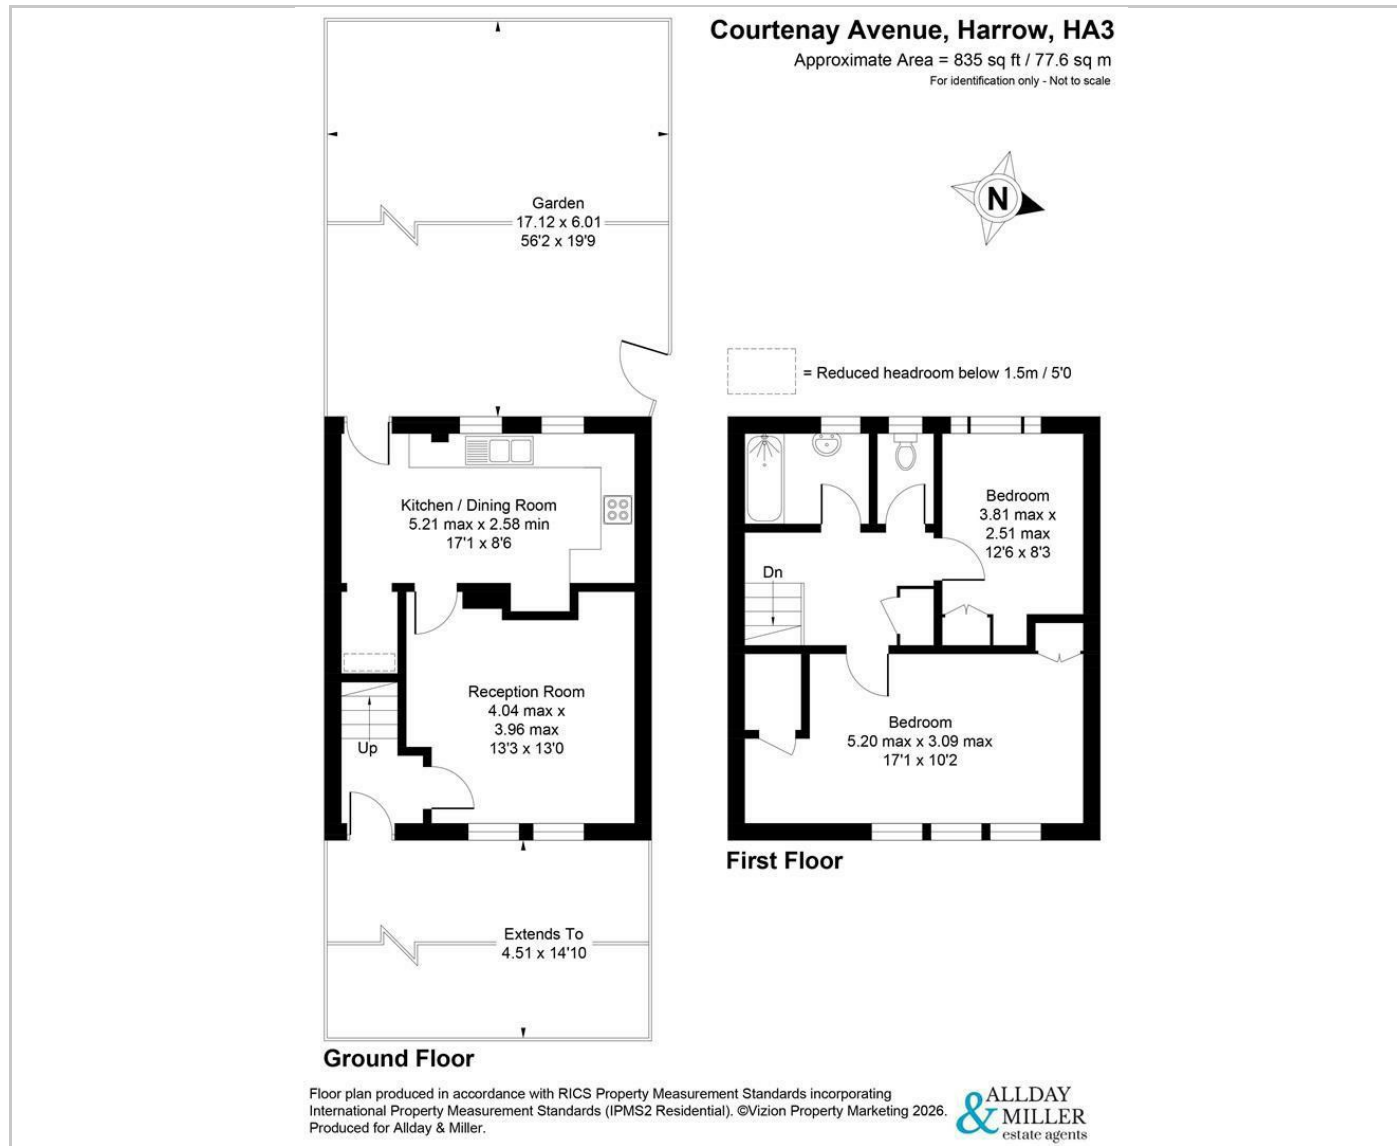 Courtenay Avenue, Harrow, HA3
Approximate Area = 835 sq ft / 77.6 sq m
For identification only - Not to scale
N
Garden
17.12 x 6.01
56'2 x 19'9
= Reduced headroom below 1.5m / 5'0
Kitchen / Dining Room
5.21 max x 2.58 min
17'1 x 8'6
Reception Room
4.04 max x
3.96 max
13'3 x 13'0
Up
Extends To
4.51 x 14'10
Ground Floor
Bedroom
3.81 max x
2.51 max
12'6 x 8'3
Dn
Bedroom
5.20 max x 3.09 max
17'1 x 10'2
First Floor
Floor plan produced in accordance with RICS Property Measurement Standards incorporating
International Property Measurement Standards (IPMS2 Residential). ©Vizion Property Marketing 2026.
Produced for Allday & Miller.
ALLDAY
& MILLER
estate agents